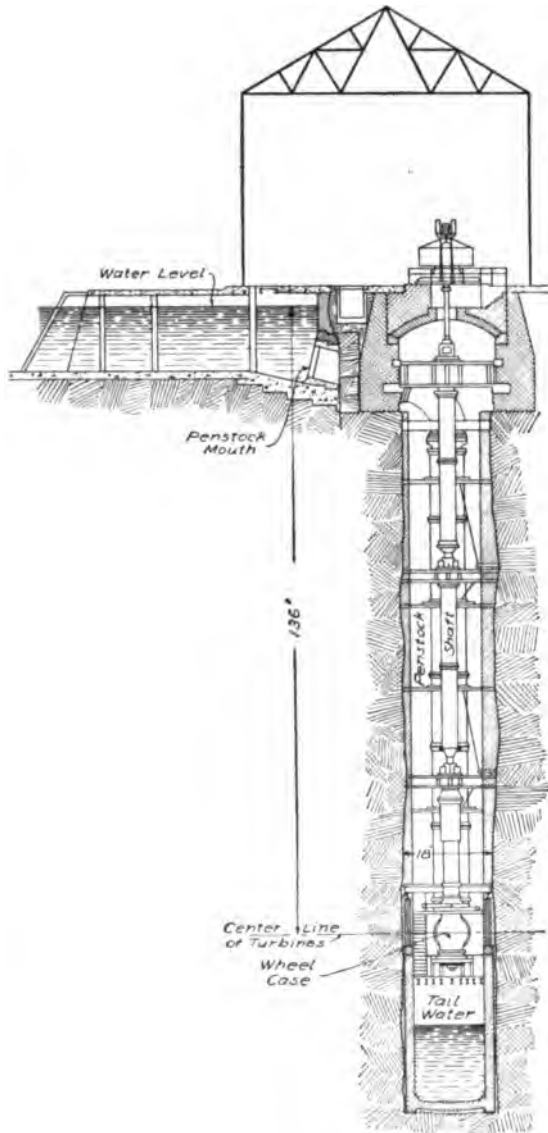 Water Level
Penstock
Mouth
136'
Penstock
Shaft
18'
Center Line
of Turbines
Wheel
Case
Tail
Water